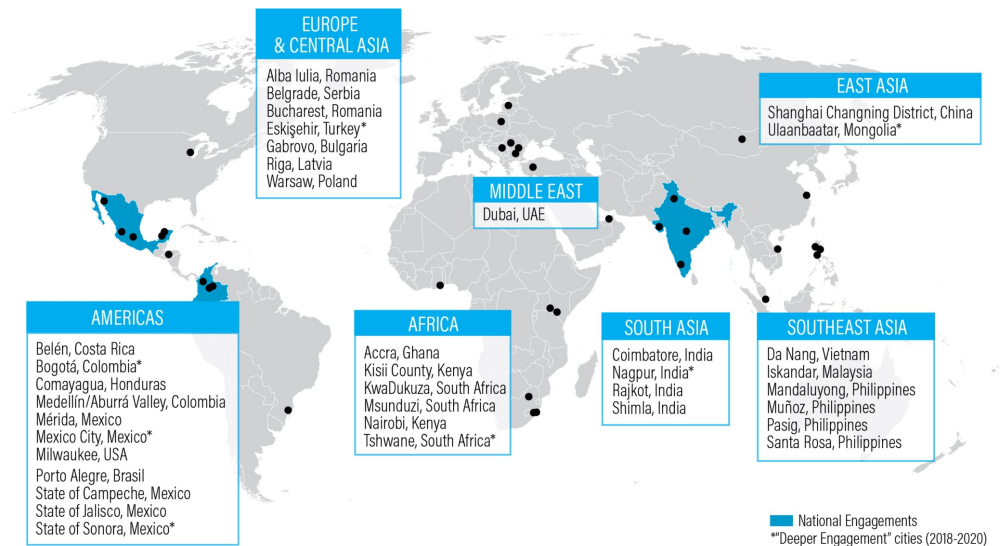 EUROPE
& CENTRAL ASIA
Alba Iulia, Romania
Belgrade, Serbia
Bucharest, Romania
Eskişehir, Turkey*
Gabrovo, Bulgaria
Riga, Latvia
Warsaw, Poland
EAST ASIA
Shanghai Changning District, China
Ulaanbaatar, Mongolia*
MIDDLE EAST
Dubai, UAE
AMERICAS
Belén, Costa Rica
Bogotá, Colombia*
Comayagua, Honduras
Medellín/Aburrá Valley, Colombia
Mérida, Mexico
Mexico City, Mexico*
Milwaukee, USA
Porto Alegre, Brasil
State of Campeche, Mexico
State of Jalisco, Mexico
State of Sonora, Mexico*
AFRICA
Accra, Ghana
Kisii County, Kenya
KwaDukuza, South Africa
Msunduzi, South Africa
Nairobi, Kenya
Tshwane, South Africa*
SOUTH ASIA
Coimbatore, India
Nagpur, India*
Rajkot, India
Shimla, India
SOUTHEAST ASIA
Da Nang, Vietnam
Iskandar, Malaysia
Mandaluyong, Philippines
Muñoz, Philippines
Pasig, Philippines
Santa Rosa, Philippines
National Engagements
*"Deeper Engagement" cities (2018-2020)